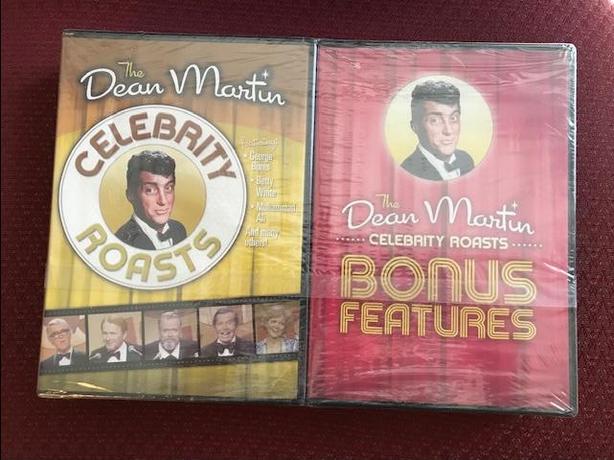 The
Dean Martin
CELEBRITY
ROASTS
Featuring:
• George
Burns
• Betty
White
• Muhammad
Ali
And many
others!
The
Dean Martin
CELEBRITY ROASTS
BONUS
FEATURES